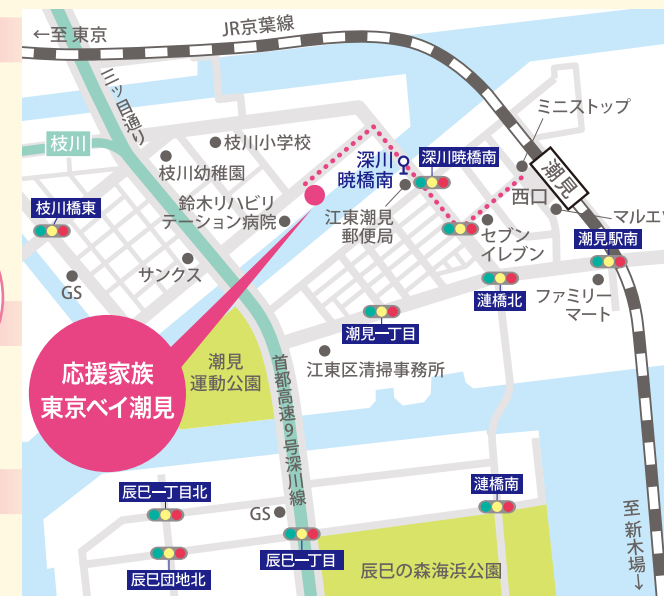 ←至 東京
JR京葉線
三ッ目通り
枝川
枝川小学校
枝川幼稚園
ミニストップ
深川
暁橋南
深川暁橋南
潮見
西口
枝川橋東
鈴木リハビリ
テーション病院
江東潮見
郵便局
マルエツ
セブン
イレブン
潮見駅南
サンクス
GS
漣橋北
ファミリー
マート
潮見一丁目
応援家族
東京ベイ潮見
潮見
運動公園
江東区清掃事務所
首都高速9号深川線
辰巳一丁目北
漣橋南
GS
辰巳一丁目
辰巳団地北
辰巳の森海浜公園
至 新木場→